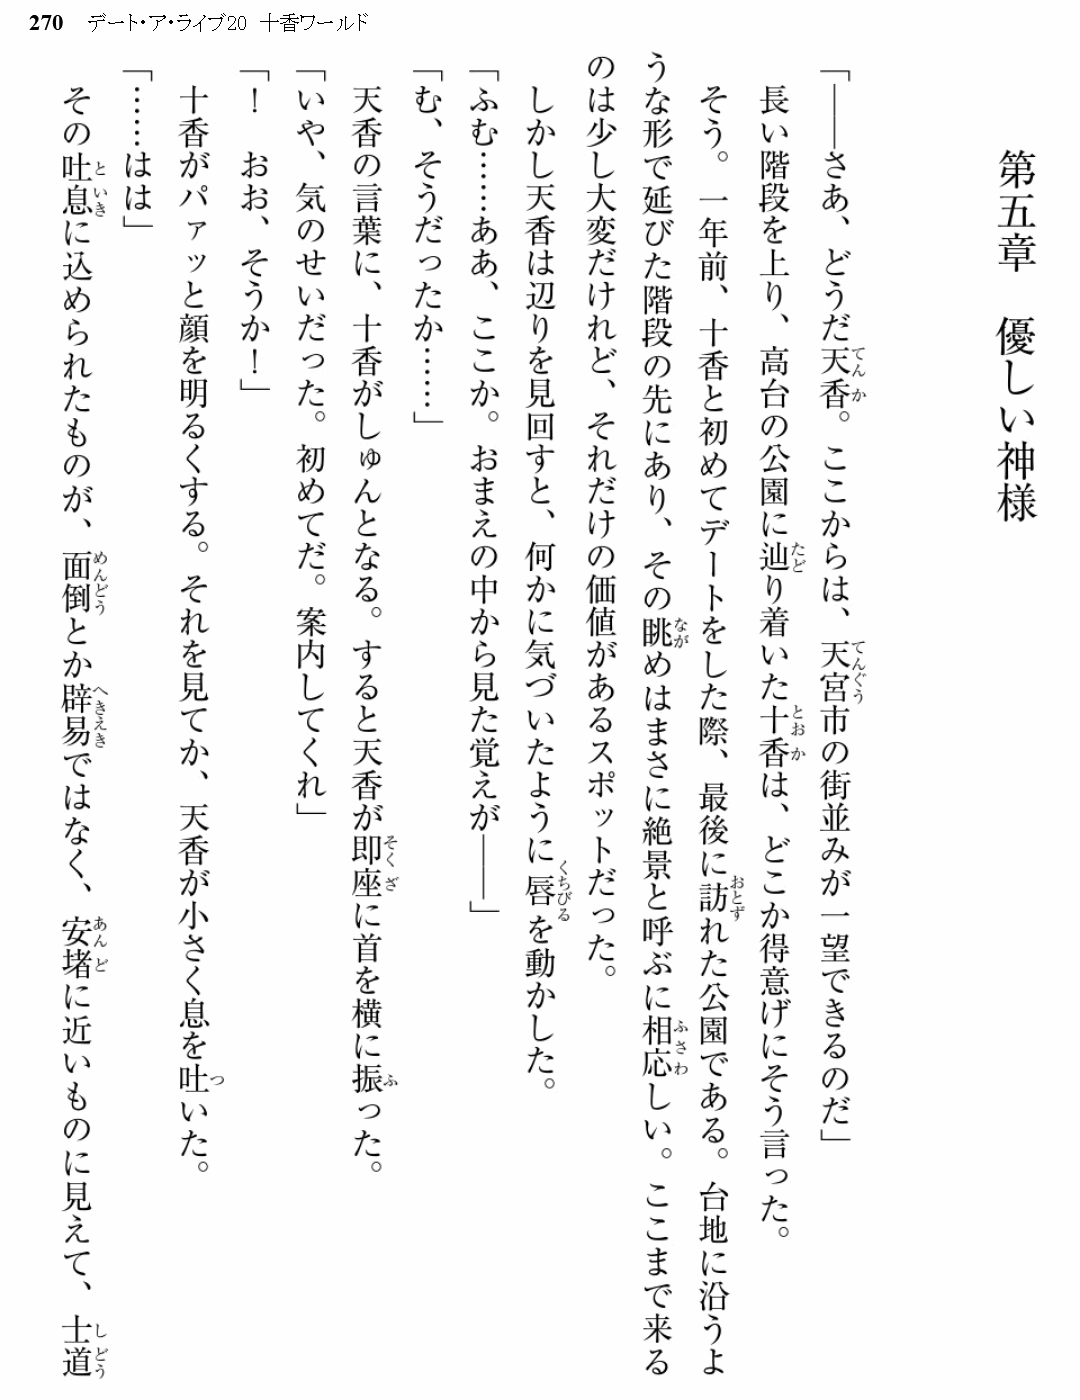 270 デート・ア・ライブ20 十香ワールド
第五章 優しい神様
「――さあ、どうだ天香。ここからは、天宮市の街並みが一望できるのだ」
長い階段を上り、高台の公園に辿り着いた十香は、どこか得意げにそう言った。
そう。一年前、十香と初めてデートをした際、最後に訪れた公園である。台地に沿うよ
うな形で延びた階段の先にあり、その眺めはまさに絶景と呼ぶに相応しい。ここまで来る
のは少し大変だけれど、それだけの価値があるスポットだった。
しかし天香は辺りを見回すと、何かに気づいたように唇を動かした。
「ふむ……ああ、ここか。おまえの中から見た覚えが――」
「む、そうだったか……」
天香の言葉に、十香がしゅんとなる。すると天香が即座に首を横に振った。
「いや、気のせいだった。初めてだ。案内してくれ」
「！　おお、そうか！」
十香がパァッと顔を明るくする。それを見てか、天香が小さく息を吐いた。
「……はは」
その吐息に込められたものが、面倒とか辟易ではなく、安堵に近いものに見えて、士道